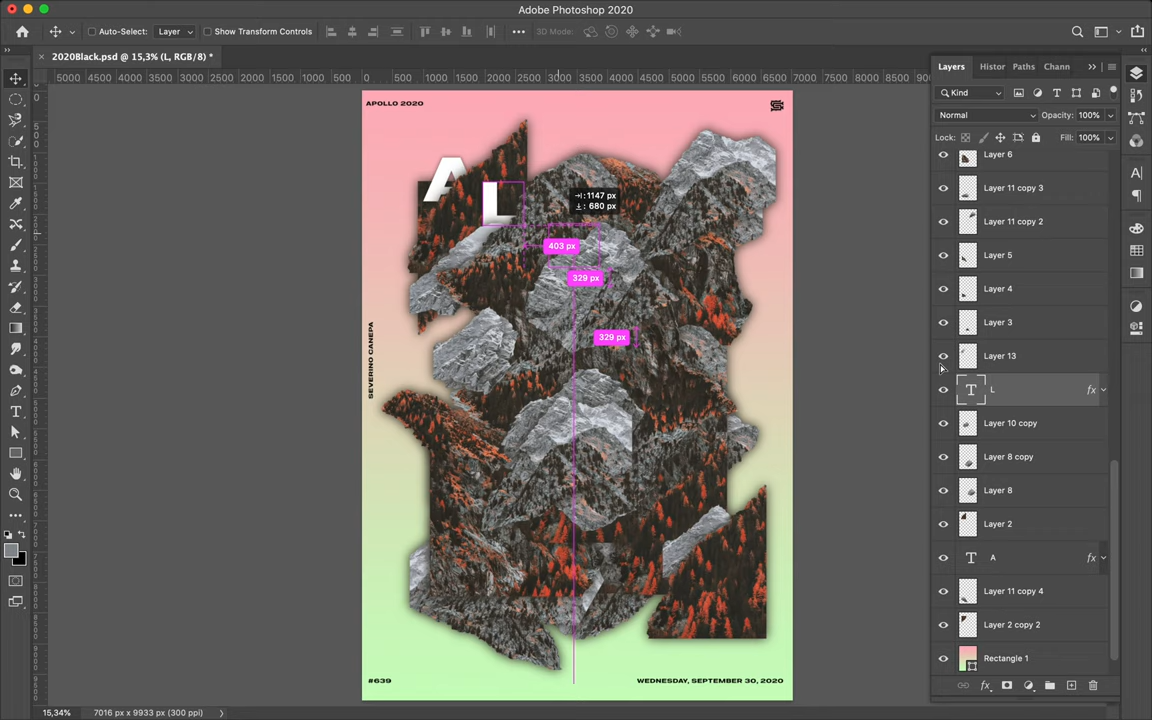 Adobe Photoshop 2020
Auto-Select: Layer Show Transform Controls 3D Mode:
× 2020Black.psd @ 15,3% (L, RGB/8) *
5000 4500 4000 3500 3000 2500 2000 1500 1000 500 0 500 1000 1500 2000 2500 3000 3500 4000 4500 5000 5500 6000 6500 7000 7500 8000 8500 9000
Layers Histor Paths Chann
Kind
Normal Opacity: 100%
Lock: Fill: 100%
Layer 6
Layer 11 copy 3
Layer 11 copy 2
Layer 5
Layer 4
Layer 3
Layer 13
L fx
Layer 10 copy
Layer 8 copy
Layer 8
Layer 2
A fx
Layer 11 copy 4
Layer 2 copy 2
Rectangle 1
APOLLO 2020
A
L
1147 px
680 px
403 px
329 px
329 px
SEVERINO CANEPA
#639 WEDNESDAY, SEPTEMBER 30, 2020
15,34% 7016 px x 9933 px (300 ppi)